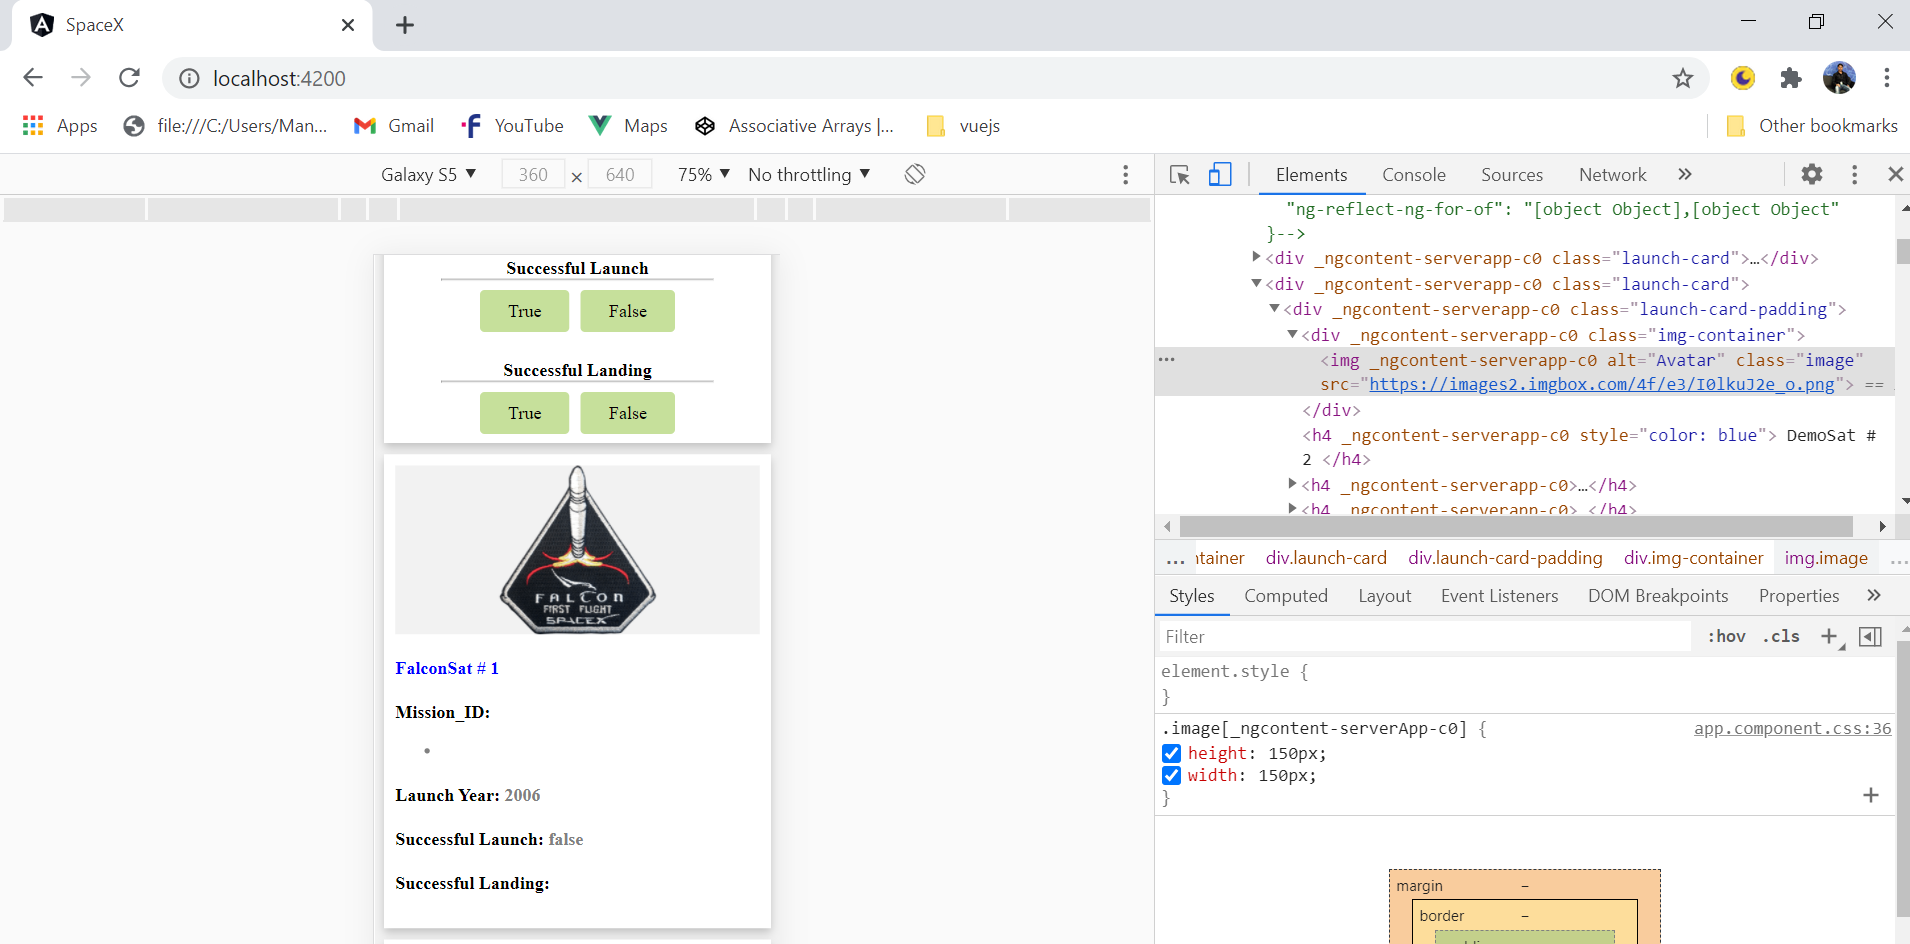 SpaceX
localhost:4200
Apps file:///C:/Users/Man... Gmail YouTube Maps Associative Arrays |... vuejs Other bookmarks
Galaxy S5 ▼ 360 × 640 75% ▼ No throttling ▼
Elements Console Sources Network »
Successful Launch
True False
Successful Landing
True False
FALCON
FIRST FLIGHT
SPACEX
FalconSat # 1
Mission_ID:
•
Launch Year: 2006
Successful Launch: false
Successful Landing:
"ng-reflect-ng-for-of": "[object Object],[object Object"
}-->
<div _ngcontent-serverapp-c0 class="launch-card">…</div>
<div _ngcontent-serverapp-c0 class="launch-card">
<div _ngcontent-serverapp-c0 class="launch-card-padding">
<div _ngcontent-serverapp-c0 class="img-container">
<img _ngcontent-serverapp-c0 alt="Avatar" class="image"
src="https://images2.imgbox.com/4f/e3/I0lkuJ2e_o.png"> ==
</div>
<h4 _ngcontent-serverapp-c0 style="color: blue"> DemoSat #
2 </h4>
<h4 _ngcontent-serverapp-c0>…</h4>
<h4 _ngcontent-serverapp-c0> </h4>
... ntainer div.launch-card div.launch-card-padding div.img-container img.image ...
Styles Computed Layout Event Listeners DOM Breakpoints Properties »
Filter :hov .cls +
element.style {
}
.image[_ngcontent-serverApp-c0] { app.component.css:36
height: 150px;
width: 150px;
}
margin –
border –